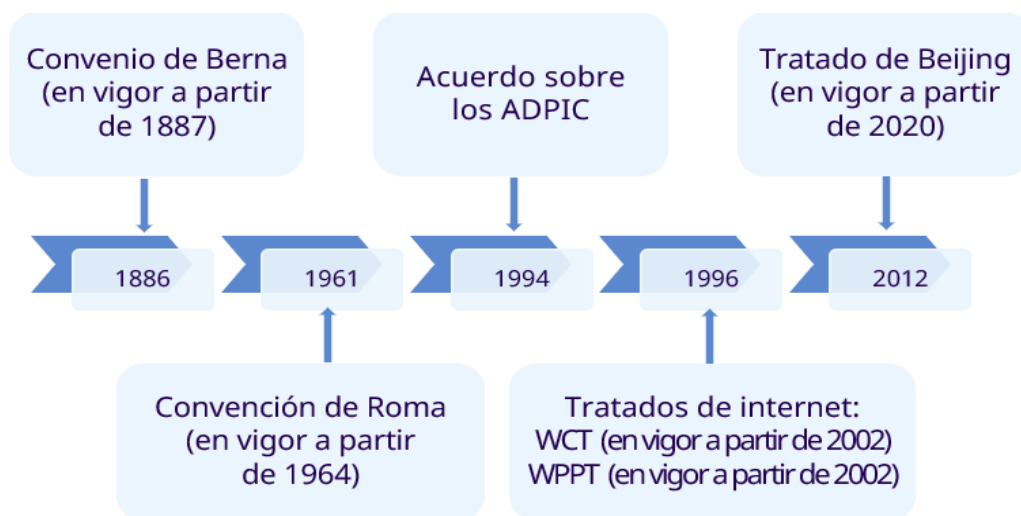 Convenio de Berna
(en vigor a partir
de 1887)
Acuerdo sobre
los ADPIC
Tratado de Beijing
(en vigor a partir
de 2020)
1886
1961
1994
1996
2012
Convención de Roma
(en vigor a partir
de 1964)
Tratados de internet:
WCT (en vigor a partir de 2002)
WPPT (en vigor a partir de 2002)